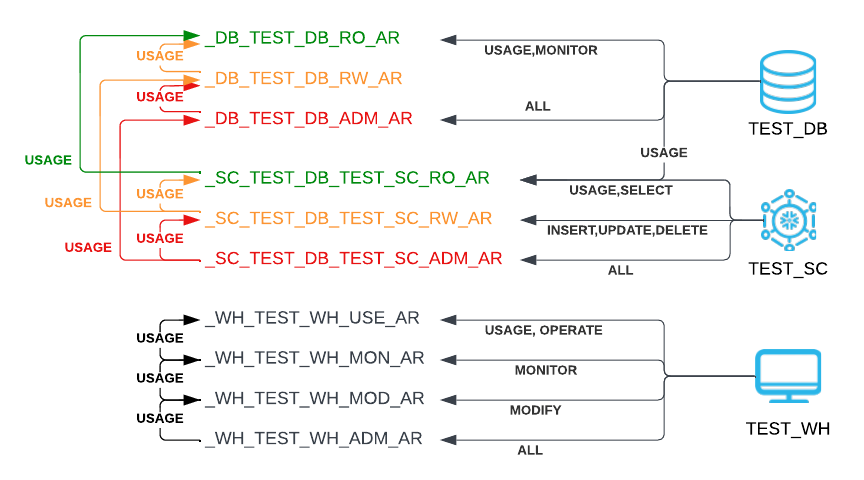 _DB_TEST_DB_RO_AR
USAGE,MONITOR
USAGE
_DB_TEST_DB_RW_AR
USAGE
ALL
_DB_TEST_DB_ADM_AR
TEST_DB
USAGE
USAGE
_SC_TEST_DB_TEST_SC_RO_AR
USAGE,SELECT
USAGE
USAGE
_SC_TEST_DB_TEST_SC_RW_AR
INSERT,UPDATE,DELETE
USAGE
USAGE
_SC_TEST_DB_TEST_SC_ADM_AR
ALL
TEST_SC
_WH_TEST_WH_USE_AR
USAGE, OPERATE
USAGE
_WH_TEST_WH_MON_AR
MONITOR
USAGE
_WH_TEST_WH_MOD_AR
MODIFY
USAGE
_WH_TEST_WH_ADM_AR
ALL
TEST_WH